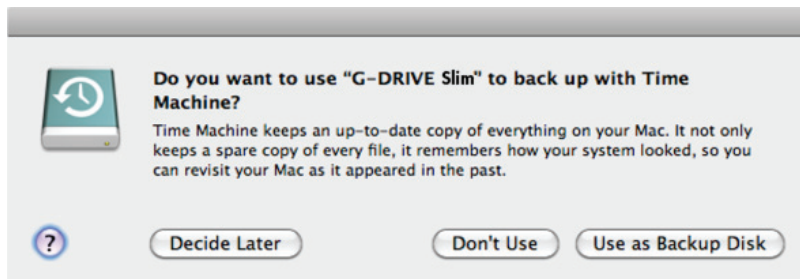 Do you want to use “G-DRIVE Slim” to back up with Time
Machine?
Time Machine keeps an up-to-date copy of everything on your Mac. It not only
keeps a spare copy of every file, it remembers how your system looked, so you
can revisit your Mac as it appeared in the past.
? Decide Later Don't Use Use as Backup Disk